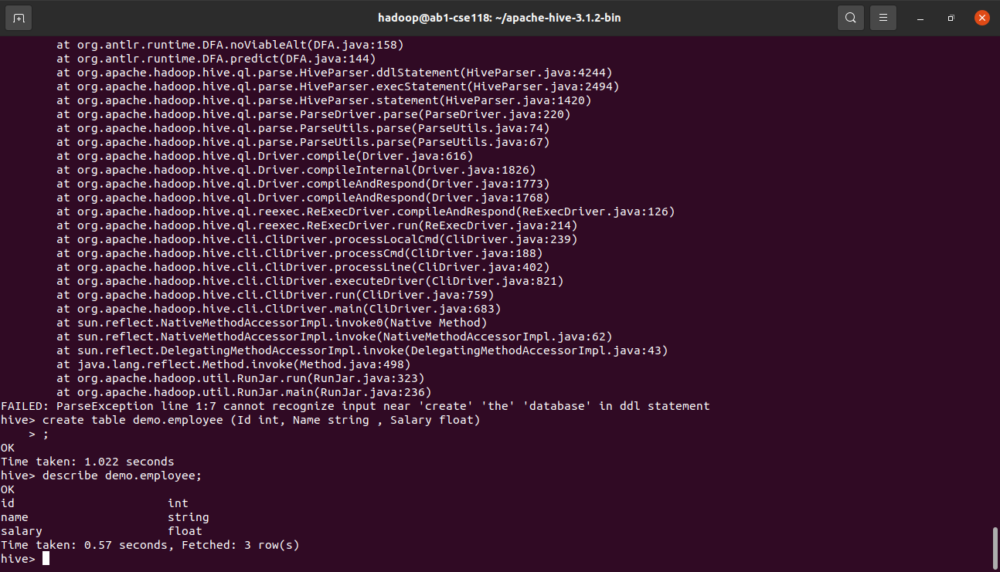 hadoop@ab1-cse118: ~/apache-hive-3.1.2-bin
at org.antlr.runtime.DFA.noViableAlt(DFA.java:158)
at org.antlr.runtime.DFA.predict(DFA.java:144)
at org.apache.hadoop.hive.ql.parse.HiveParser.ddlStatement(HiveParser.java:4244)
at org.apache.hadoop.hive.ql.parse.HiveParser.execStatement(HiveParser.java:2494)
at org.apache.hadoop.hive.ql.parse.HiveParser.statement(HiveParser.java:1420)
at org.apache.hadoop.hive.ql.parse.ParseDriver.parse(ParseDriver.java:220)
at org.apache.hadoop.hive.ql.parse.ParseUtils.parse(ParseUtils.java:74)
at org.apache.hadoop.hive.ql.parse.ParseUtils.parse(ParseUtils.java:67)
at org.apache.hadoop.hive.ql.Driver.compile(Driver.java:616)
at org.apache.hadoop.hive.ql.Driver.compileInternal(Driver.java:1826)
at org.apache.hadoop.hive.ql.Driver.compileAndRespond(Driver.java:1773)
at org.apache.hadoop.hive.ql.Driver.compileAndRespond(Driver.java:1768)
at org.apache.hadoop.hive.ql.reexec.ReExecDriver.compileAndRespond(ReExecDriver.java:126)
at org.apache.hadoop.hive.ql.reexec.ReExecDriver.run(ReExecDriver.java:214)
at org.apache.hadoop.hive.cli.CliDriver.processLocalCmd(CliDriver.java:239)
at org.apache.hadoop.hive.cli.CliDriver.processCmd(CliDriver.java:188)
at org.apache.hadoop.hive.cli.CliDriver.processLine(CliDriver.java:402)
at org.apache.hadoop.hive.cli.CliDriver.executeDriver(CliDriver.java:821)
at org.apache.hadoop.hive.cli.CliDriver.run(CliDriver.java:759)
at org.apache.hadoop.hive.cli.CliDriver.main(CliDriver.java:683)
at sun.reflect.NativeMethodAccessorImpl.invoke0(Native Method)
at sun.reflect.NativeMethodAccessorImpl.invoke(NativeMethodAccessorImpl.java:62)
at sun.reflect.DelegatingMethodAccessorImpl.invoke(DelegatingMethodAccessorImpl.java:43)
at java.lang.reflect.Method.invoke(Method.java:498)
at org.apache.hadoop.util.RunJar.run(RunJar.java:323)
at org.apache.hadoop.util.RunJar.main(RunJar.java:236)
FAILED: ParseException line 1:7 cannot recognize input near 'create' 'the' 'database' in ddl statement
hive> create table demo.employee (Id int, Name string , Salary float)
    > ;
OK
Time taken: 1.022 seconds
hive> describe demo.employee;
OK
id                      int
name                    string
salary                  float
Time taken: 0.57 seconds, Fetched: 3 row(s)
hive>